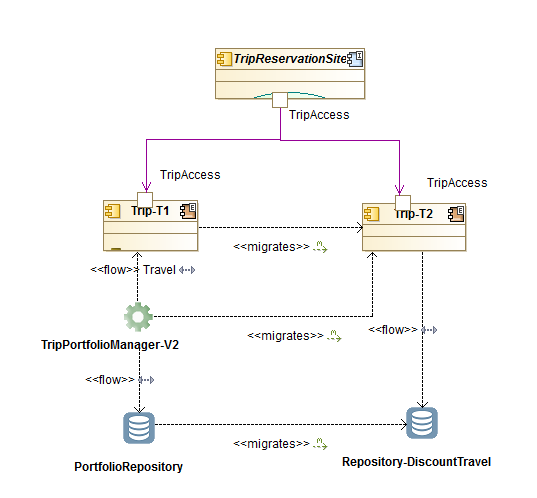 TripReservationSite
TripAccess
TripAccess
TripAccess
Trip-T1
Trip-T2
<<migrates>>
<<flow>> Travel
<<flow>>
<<migrates>>
TripPortfolioManager-V2
<<flow>>
<<migrates>>
PortfolioRepository
Repository-DiscountTravel